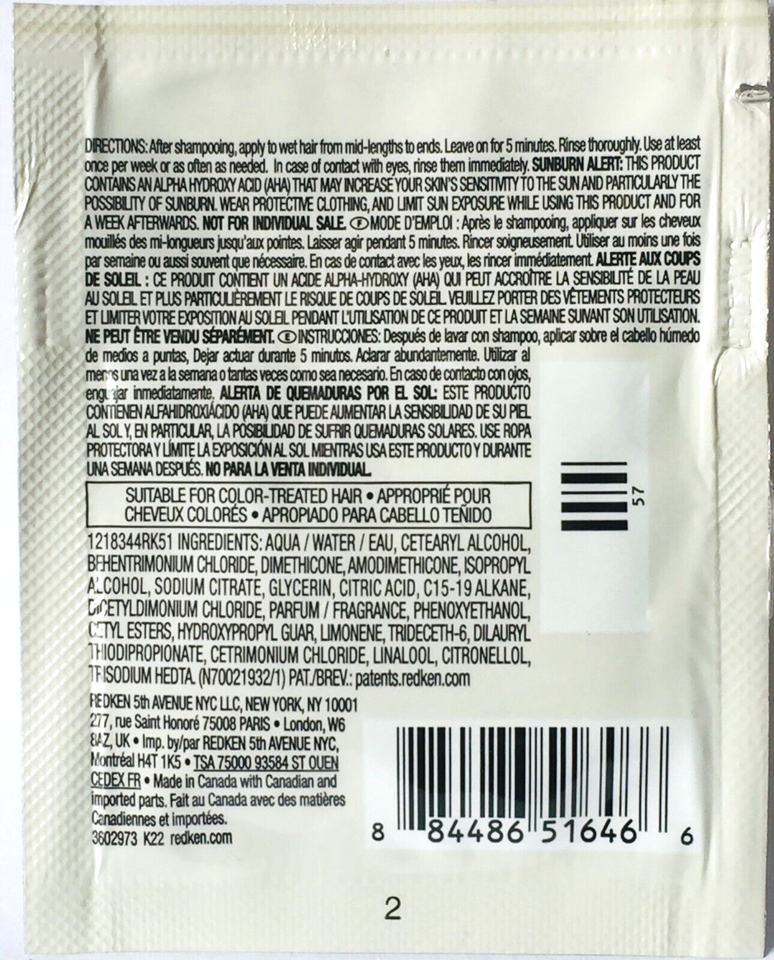 DIRECTIONS: After shampooing, apply to wet hair from mid-lengths to ends. Leave on for 5 minutes. Rinse thoroughly. Use at least
once per week or as often as needed. In case of contact with eyes, rinse them immediately. SUNBURN ALERT: THIS PRODUCT
CONTAINS AN ALPHA HYDROXY ACID (AHA) THAT MAY INCREASE YOUR SKIN'S SENSITIVITY TO THE SUN AND PARTICULARLY THE
POSSIBILITY OF SUNBURN. WEAR PROTECTIVE CLOTHING, AND LIMIT SUN EXPOSURE WHILE USING THIS PRODUCT AND FOR
A WEEK AFTERWARDS. NOT FOR INDIVIDUAL SALE. Ⓕ MODE D'EMPLOI : Après le shampooing, appliquer sur les cheveux
mouillés des mi-longueurs jusqu'aux pointes. Laisser agir pendant 5 minutes. Rincer soigneusement. Utiliser au moins une fois
par semaine ou aussi souvent que nécessaire. En cas de contact avec les yeux, les rincer immédiatement. ALERTE AUX COUPS
DE SOLEIL : CE PRODUIT CONTIENT UN ACIDE ALPHA-HYDROXY (AHA) QUI PEUT ACCROÎTRE LA SENSIBILITÉ DE LA PEAU
AU SOLEIL ET PLUS PARTICULIÈREMENT LE RISQUE DE COUPS DE SOLEIL. VEUILLEZ PORTER DES VÊTEMENTS PROTECTEURS
ET LIMITER VOTRE EXPOSITION AU SOLEIL PENDANT L'UTILISATION DE CE PRODUIT ET LA SEMAINE SUIVANT SON UTILISATION.
NE PEUT ÊTRE VENDU SÉPARÉMENT. Ⓔ INSTRUCCIONES: Después de lavar con shampoo, aplicar sobre el cabello húmedo
de medios a puntas, Dejar actuar durante 5 minutos. Aclarar abundantemente. Utilizar al
menos una vez a la semana o tantas veces como sea necesario. En caso de contacto con ojos,
enjuagar inmediatamente. ALERTA DE QUEMADURAS POR EL SOL: ESTE PRODUCTO
CONTIENEN ALFAHIDROXIÁCIDO (AHA) QUE PUEDE AUMENTAR LA SENSIBILIDAD DE SU PIEL
AL SOL Y, EN PARTICULAR, LA POSIBILIDAD DE SUFRIR QUEMADURAS SOLARES. USE ROPA
PROTECTORA Y LÍMITE LA EXPOSICIÓN AL SOL MIENTRAS USA ESTE PRODUCTO Y DURANTE
UNA SEMANA DESPUÉS. NO PARA LA VENTA INDIVIDUAL.
57
SUITABLE FOR COLOR-TREATED HAIR • APPROPRIÉ POUR
CHEVEUX COLORÉS • APROPIADO PARA CABELLO TEÑIDO
1218344RK51 INGREDIENTS: AQUA / WATER / EAU, CETEARYL ALCOHOL,
BEHENTRIMONIUM CHLORIDE, DIMETHICONE, AMODIMETHICONE, ISOPROPYL
ALCOHOL, SODIUM CITRATE, GLYCERIN, CITRIC ACID, C15-19 ALKANE,
DICETYLDIMONIUM CHLORIDE, PARFUM / FRAGRANCE, PHENOXYETHANOL,
CETYL ESTERS, HYDROXYPROPYL GUAR, LIMONENE, TRIDECETH-6, DILAURYL
THIODIPROPIONATE, CETRIMONIUM CHLORIDE, LINALOOL, CITRONELLOL,
TRISODIUM HEDTA. (N70021932/1) PAT./BREV.: patents.redken.com
REDKEN 5th AVENUE NYC LLC, NEW YORK, NY 10001
277, rue Saint Honoré 75008 PARIS • London, W6
8AZ, UK • Imp. by/par REDKEN 5th AVENUE NYC,
Montréal H4T 1K5 • TSA 75000 93584 ST OUEN
CEDEX FR • Made in Canada with Canadian and
imported parts. Fait au Canada avec des matières
Canadiennes et importées.
3602973 K22 redken.com
8 84486 51646 6
2